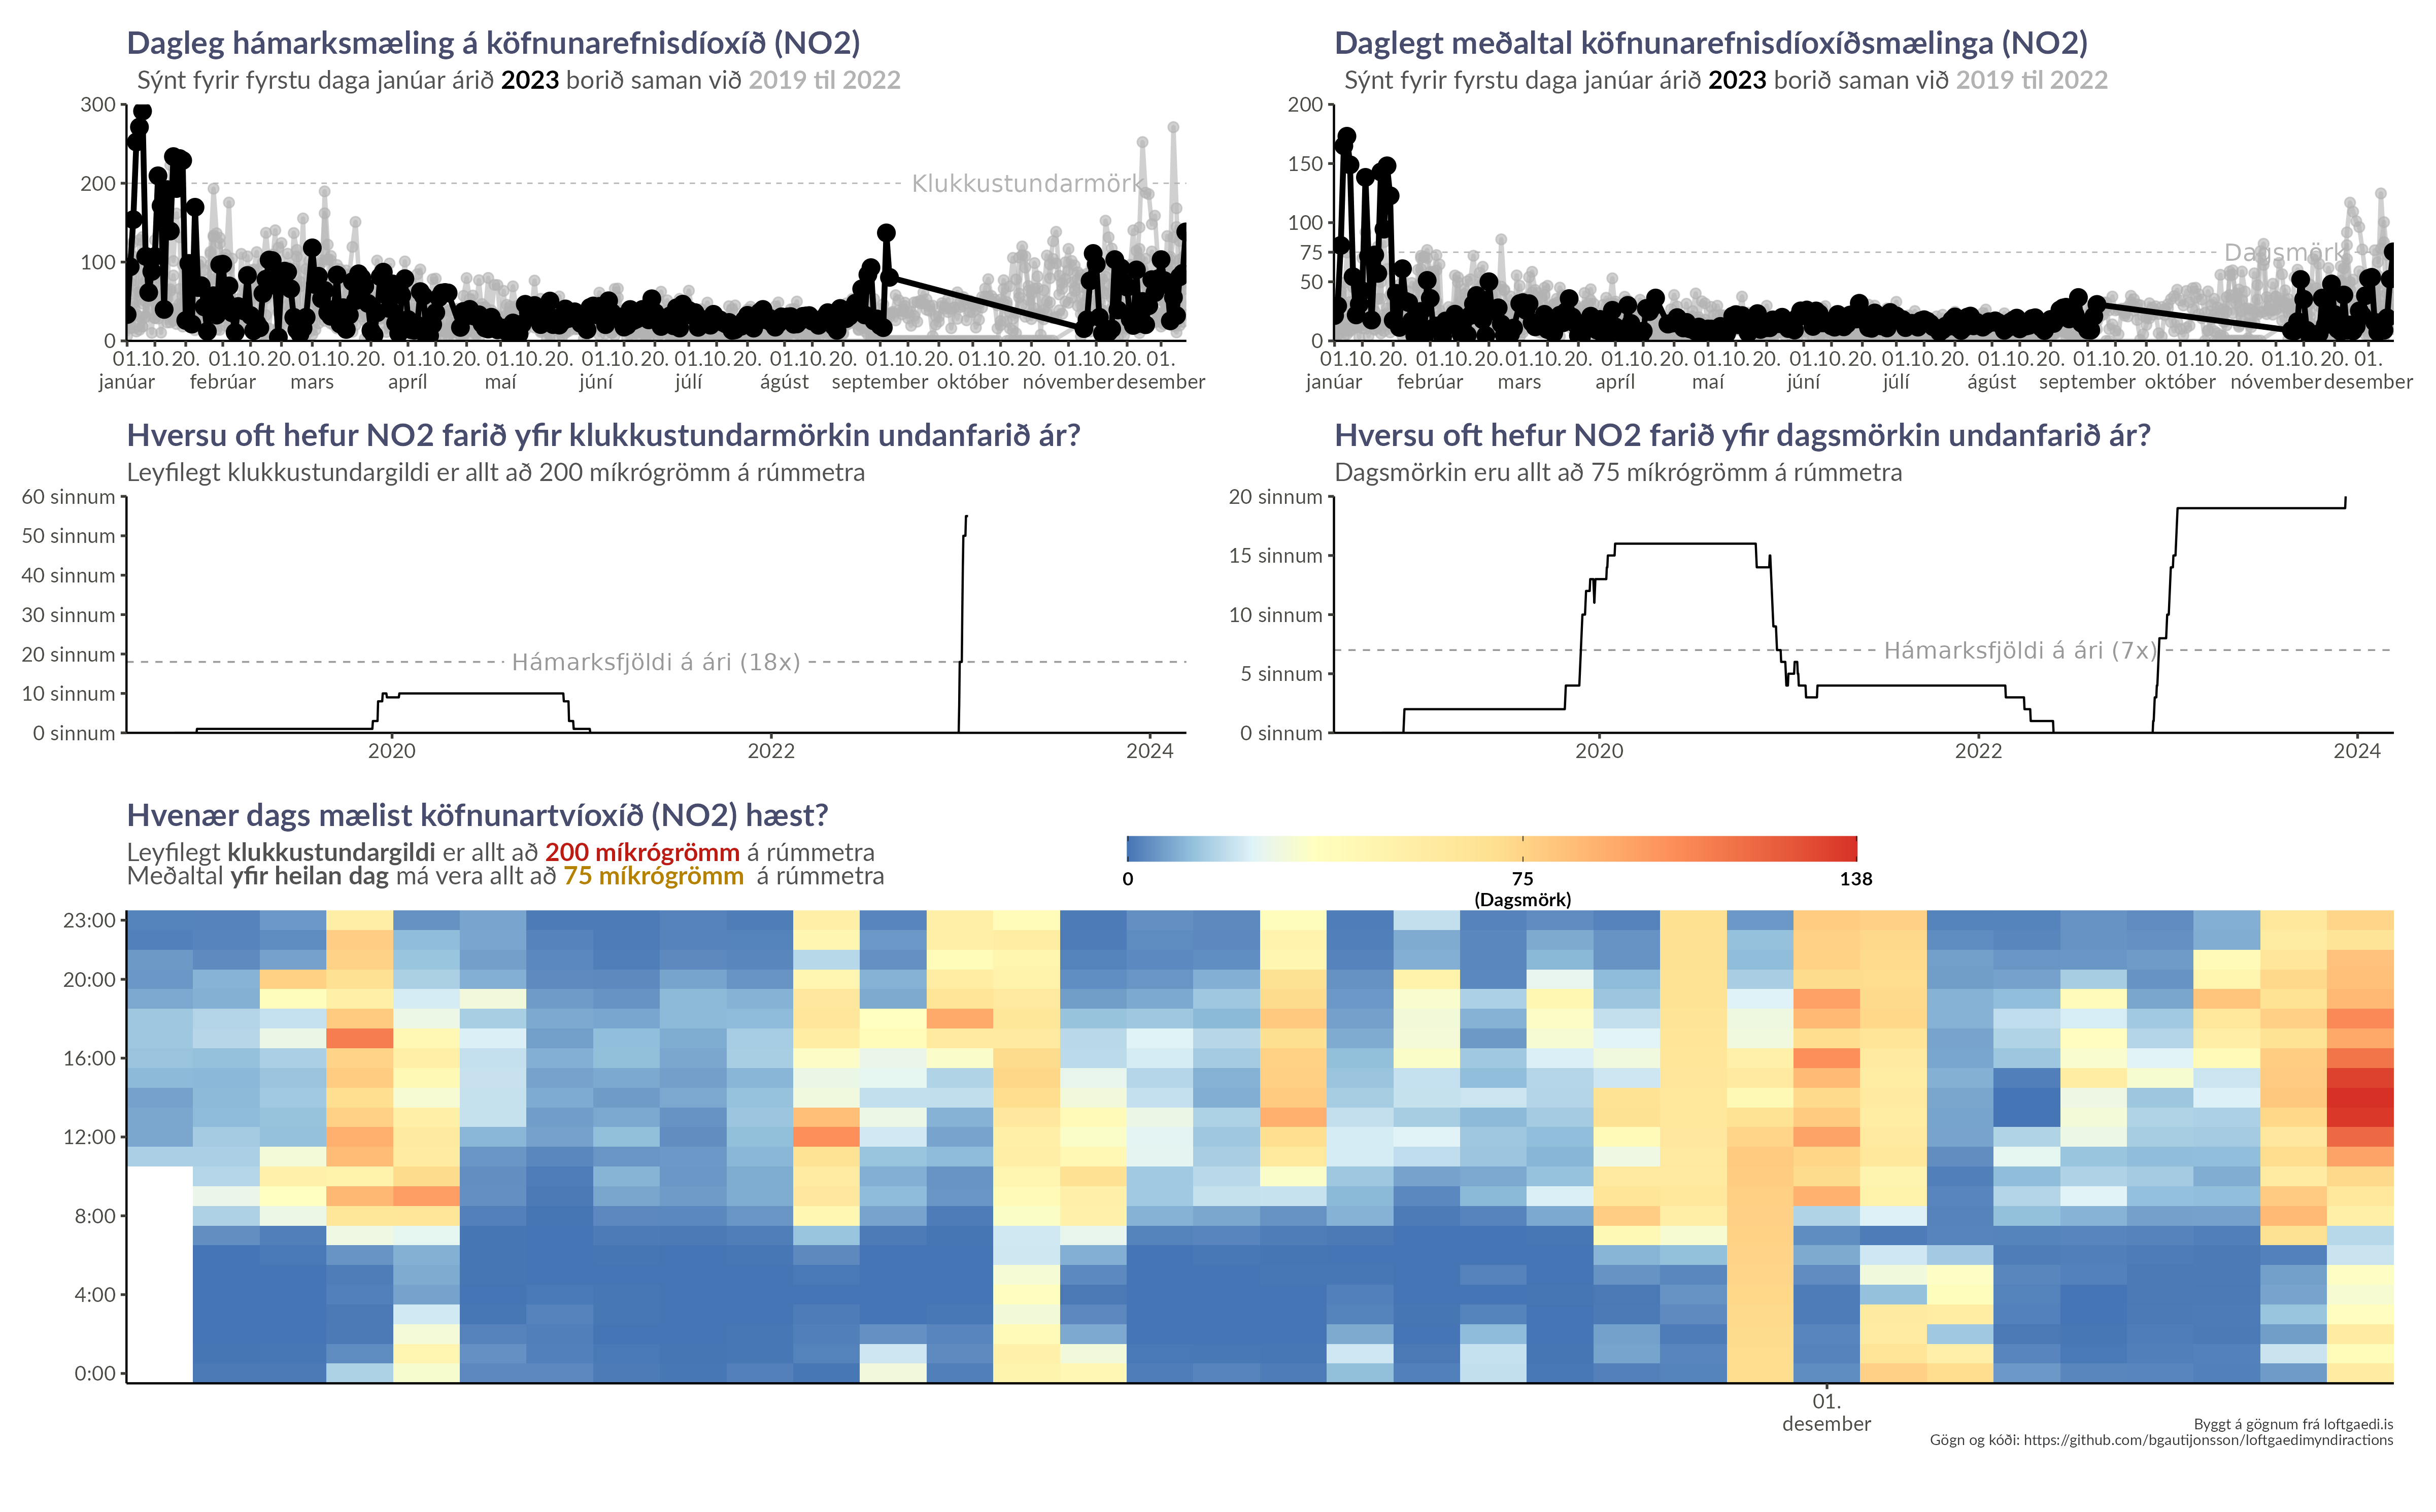 Dagleg hámarksmæling á köfnunarefnisdíoxíð (NO2)
Sýnt fyrir fyrstu daga janúar árið 2023 borið saman við 2019 til 2022
300
200
100
0
Klukkustundarmörk
01. 10. 20. 01. 10. 20. 01. 10. 20. 01. 10. 20. 01. 10. 20. 01. 10. 20. 01. 10. 20. 01. 10. 20. 01. 10. 20. 01. 10. 20. 01. 10. 20. 01.
janúar febrúar mars apríl maí júní júlí ágúst september október nóvember desember
Daglegt meðaltal köfnunarefnisdíoxíðsmælinga (NO2)
Sýnt fyrir fyrstu daga janúar árið 2023 borið saman við 2019 til 2022
200
150
100
75
50
0
Dagsmörk
01. 10. 20. 01. 10. 20. 01. 10. 20. 01. 10. 20. 01. 10. 20. 01. 10. 20. 01. 10. 20. 01. 10. 20. 01. 10. 20. 01. 10. 20. 01. 10. 20. 01.
janúar febrúar mars apríl maí júní júlí ágúst september október nóvember desember
Hversu oft hefur NO2 farið yfir klukkustundarmörkin undanfarið ár?
Leyfilegt klukkustundargildi er allt að 200 míkrógrömm á rúmmetra
60 sinnum
50 sinnum
40 sinnum
30 sinnum
20 sinnum
10 sinnum
0 sinnum
Hámarksfjöldi á ári (18x)
2020 2022 2024
Hversu oft hefur NO2 farið yfir dagsmörkin undanfarið ár?
Dagsmörkin eru allt að 75 míkrógrömm á rúmmetra
20 sinnum
15 sinnum
10 sinnum
5 sinnum
0 sinnum
Hámarksfjöldi á ári (7x)
2020 2022 2024
Hvenær dags mælist köfnunartvíoxíð (NO2) hæst?
Leyfilegt klukkustundargildi er allt að 200 míkrógrömm á rúmmetra
Meðaltal yfir heilan dag má vera allt að 75 míkrógrömm á rúmmetra
0 75 138
(Dagsmörk)
23:00
20:00
16:00
12:00
8:00
4:00
0:00
01.
desember
Byggt á gögnum frá loftgaedi.is
Gögn og kóði: https://github.com/bgautijonsson/loftgaedimyndiractions